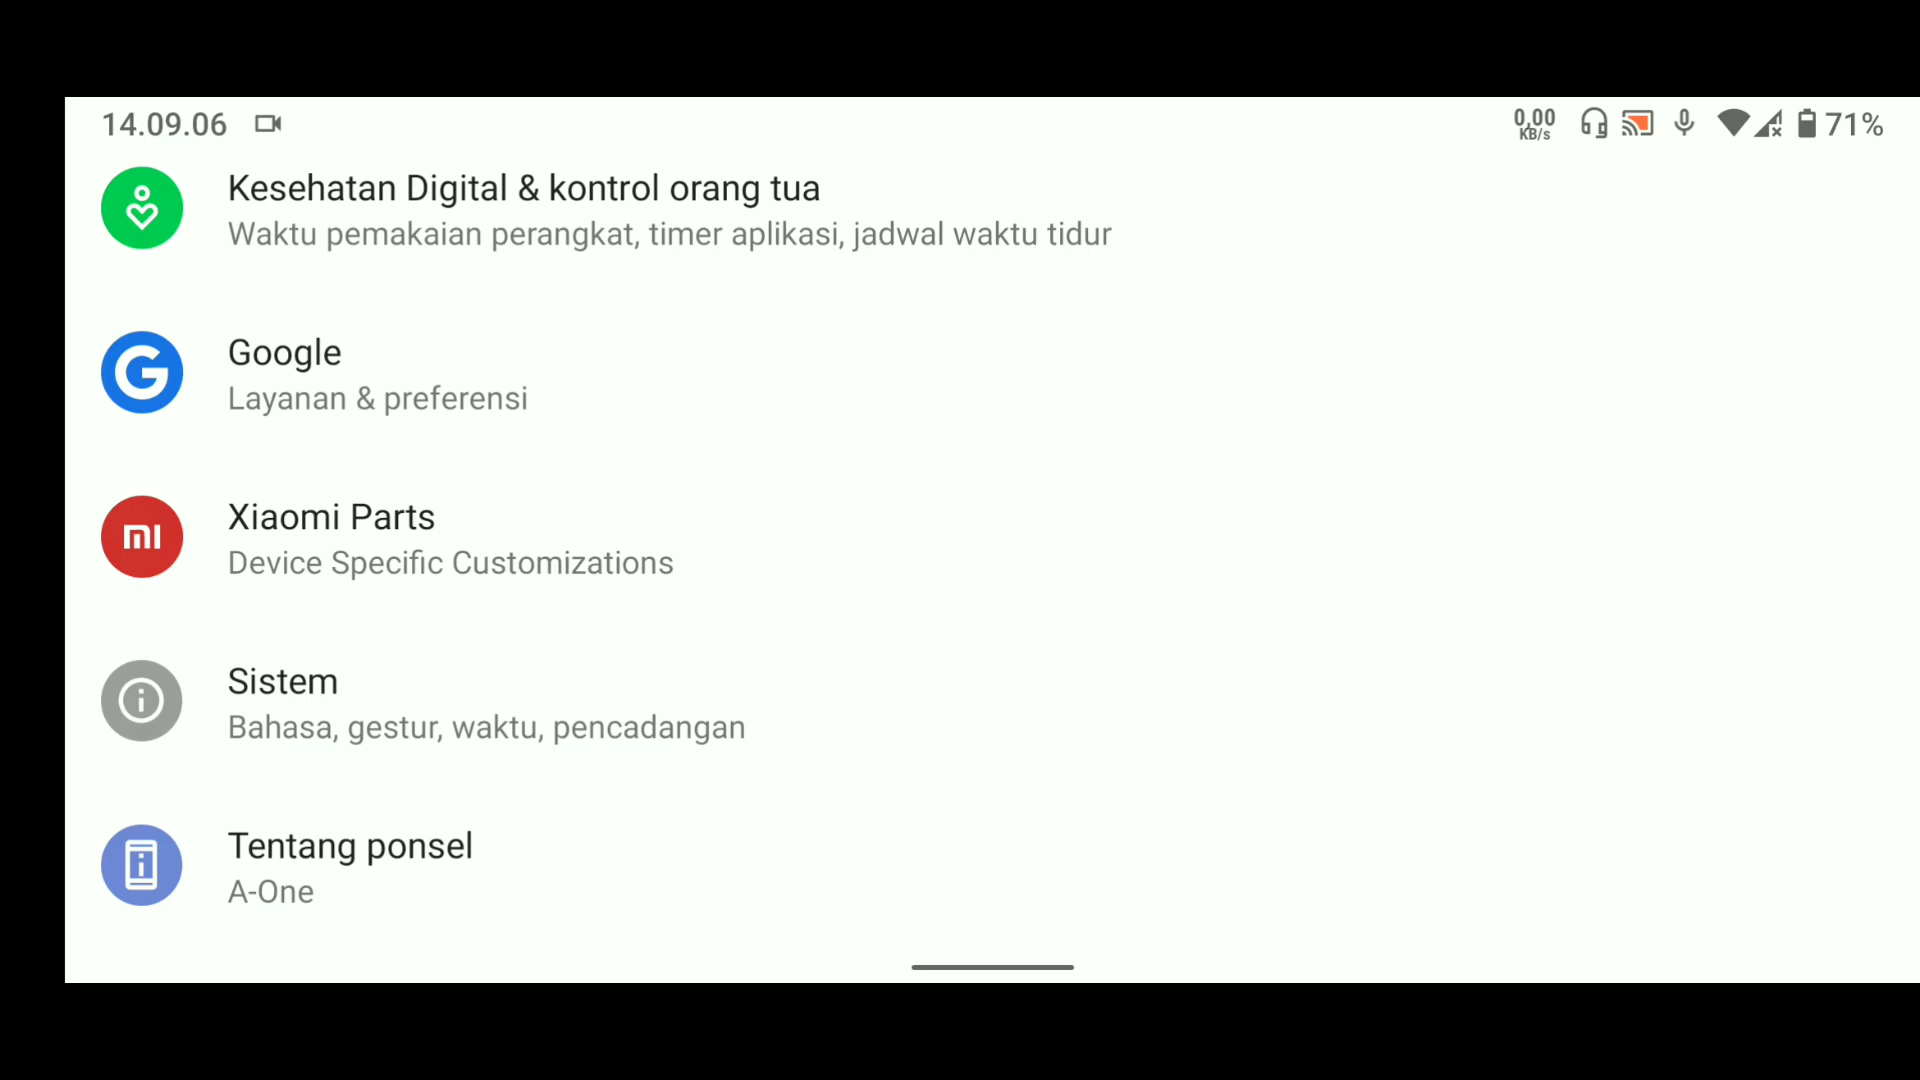 14.09.06
0,00
KB/s
71%
Kesehatan Digital & kontrol orang tua
Waktu pemakaian perangkat, timer aplikasi, jadwal waktu tidur
Google
Layanan & preferensi
Xiaomi Parts
Device Specific Customizations
Sistem
Bahasa, gestur, waktu, pencadangan
Tentang ponsel
A-One